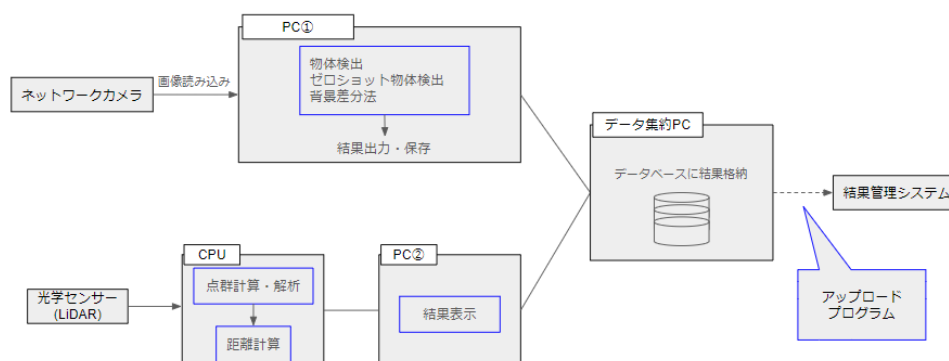 PC①
物体検出
ゼロショット物体検出
背景差分法
結果出力・保存
ネットワークカメラ
画像読み込み
データ集約PC
データベースに結果格納
結果管理システム
アップロード
プログラム
CPU
点群計算・解析
距離計算
光学センサー
(LiDAR)
PC②
結果表示